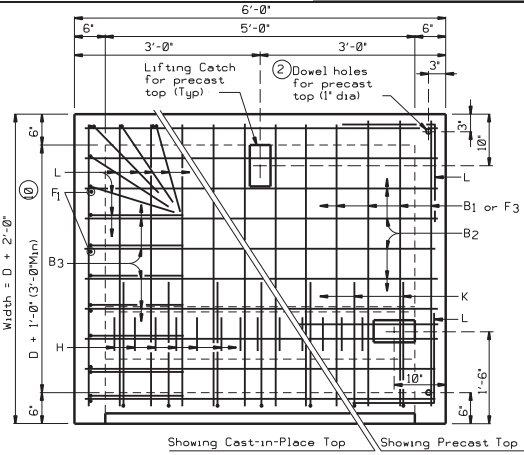 6'-0"
6" 5'-0" 6"
3'-0" 3'-0"
3"
Lifting Catch
for precast
top (Typ)
2 Dowel holes
for precast
top (1" dia)
6"
3"
10"
L
L
10
F1
B1 or F3
B2
B3
Width = D + 2'-0"
D + 1'-0" (3'-0"Min)
K
L
H
10"
1'-6"
6"
6"
Showing Cast-in-Place Top
Showing Precast Top